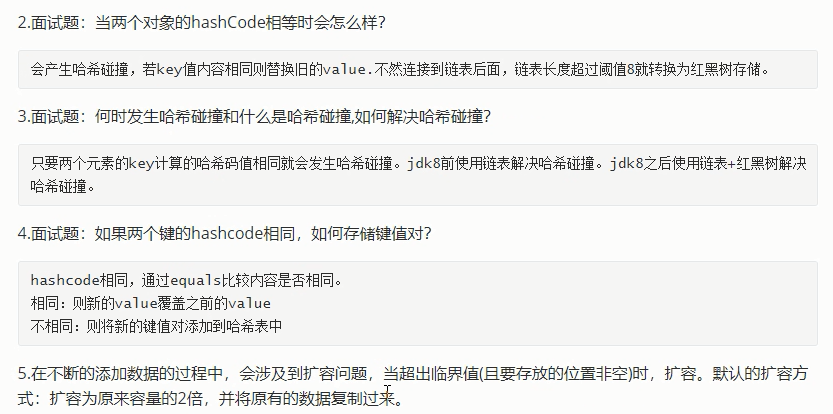 2.面试题：当两个对象的hashCode相等时会怎么样？
会产生哈希碰撞，若key值内容相同则替换旧的value.不然连接到链表后面，链表长度超过阈值8就转换为红黑树存储。
3.面试题：何时发生哈希碰撞和什么是哈希碰撞,如何解决哈希碰撞？
只要两个元素的key计算的哈希码值相同就会发生哈希碰撞。jdk8前使用链表解决哈希碰撞。jdk8之后使用链表+红黑树解决
哈希碰撞。
4.面试题：如果两个键的hashcode相同，如何存储键值对？
hashcode相同，通过equals比较内容是否相同。
相同：则新的value覆盖之前的value
不相同：则将新的键值对添加到哈希表中
5.在不断的添加数据的过程中，会涉及到扩容问题，当超出临界值(且要存放的位置非空)时，扩容。默认的扩容方
式：扩容为原来容量的2倍，并将原有的数据复制过来。